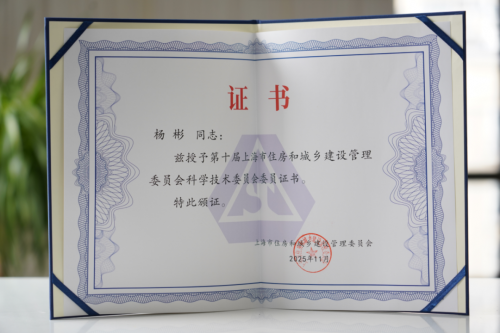 证书
杨彬 同志：
兹授予第十届上海市住房和城乡建设管理
委员会科学技术委员会委员证书。
特此颁证。
上海市住房和城乡建设管理委员会
2025年11月